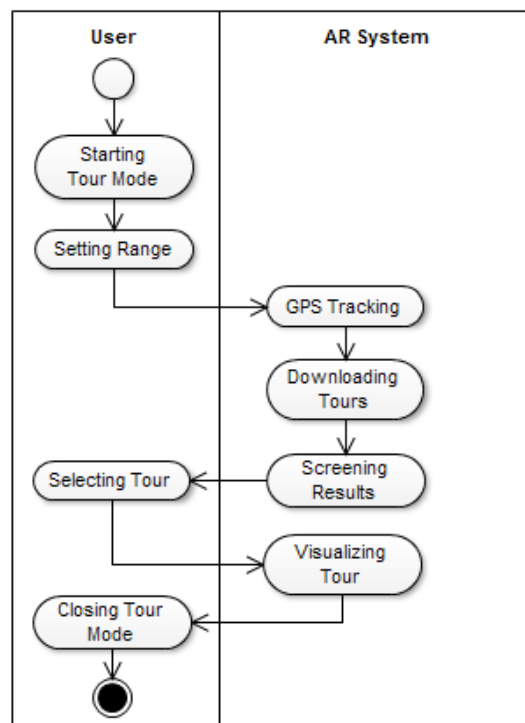 User
AR System
Starting
Tour Mode
Setting Range
GPS Tracking
Downloading
Tours
Screening
Results
Selecting Tour
Visualizing
Tour
Closing Tour
Mode